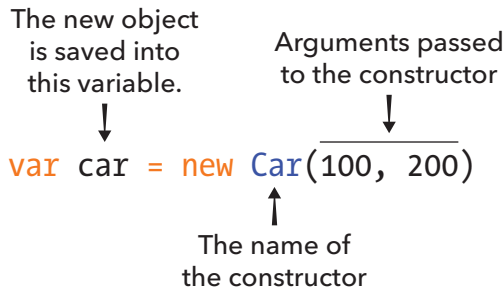 The new object
is saved into
this variable.
Arguments passed
to the constructor
var car = new Car(100, 200)
The name of
the constructor